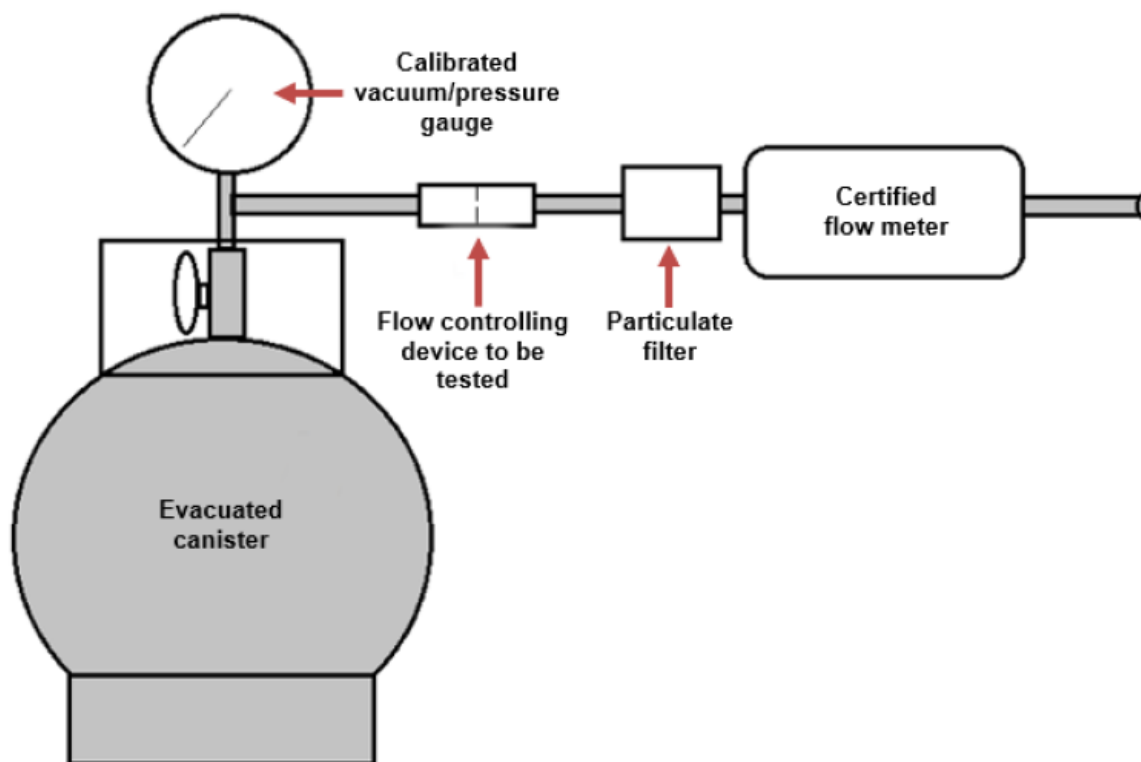 Calibrated
vacuum/pressure
gauge
Certified
flow meter
Flow controlling
device to be
tested
Particulate
filter
Evacuated
canister